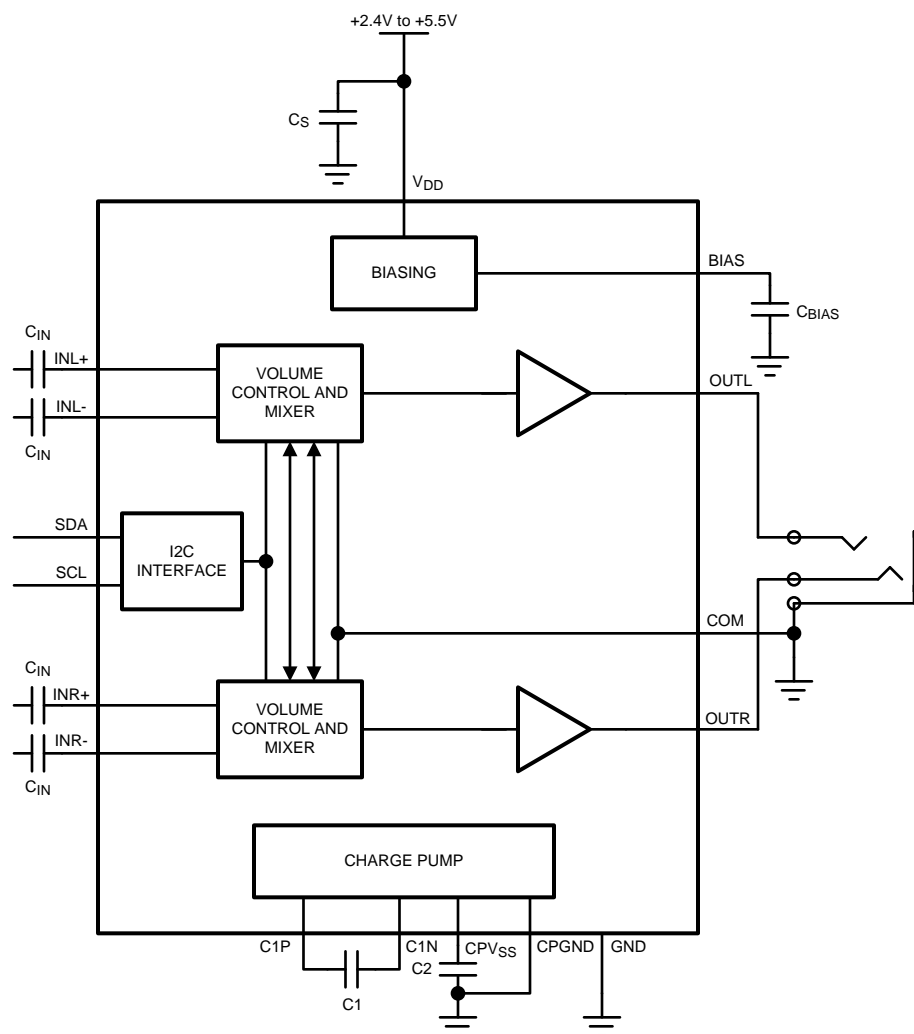 +2.4V to +5.5V
CS
VDD
BIASING
BIAS
CBIAS
CIN
INL+
VOLUME
CONTROL AND
MIXER
OUTL
INL-
CIN
SDA
I2C
INTERFACE
SCL
COM
CIN
INR+
VOLUME
CONTROL AND
MIXER
OUTR
INR-
CIN
CHARGE PUMP
C1P
C1N
CPVSS
CPGND
GND
C2
C1